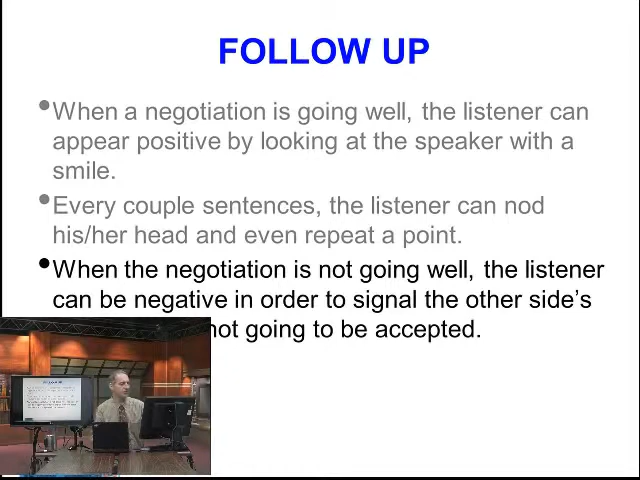 FOLLOW UP
•When a negotiation is going well, the listener can
appear positive by looking at the speaker with a
smile.
•Every couple sentences, the listener can nod
his/her head and even repeat a point.
•When the negotiation is not going well, the listener
can be negative in order to signal the other side's
not going to be accepted.
FOLLOW UP